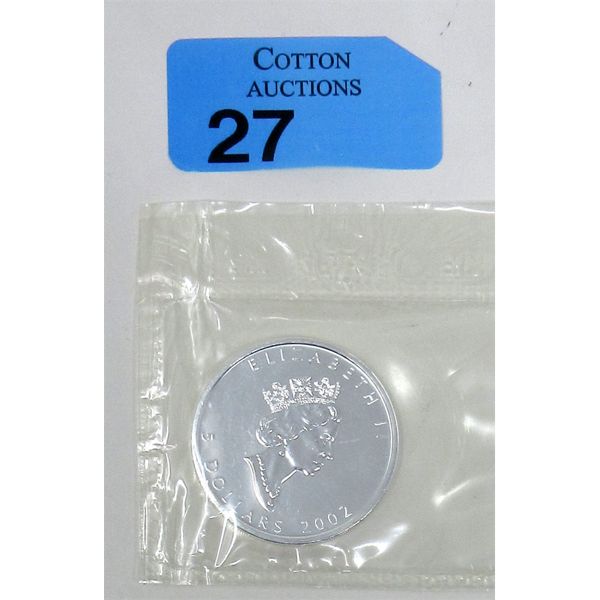 COTTON
AUCTIONS
27
ELIZABETH II
5 DOLLARS 2002